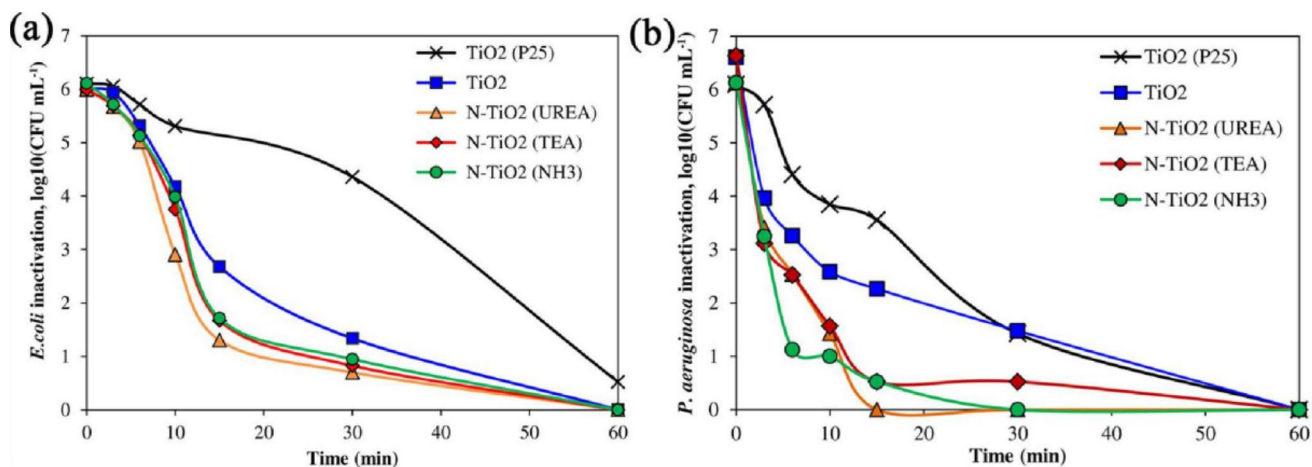 (a)
E.coli inactivation, log10(CFU mL-1)
7
6
5
4
3
2
1
0
0 10 20 30 40 50 60
Time (min)
TiO2 (P25)
TiO2
N-TiO2 (UREA)
N-TiO2 (TEA)
N-TiO2 (NH3)
(b)
P. aeruginosa inactivation, log10(CFU mL-1)
7
6
5
4
3
2
1
0
0 10 20 30 40 50 60
Time (min)
TiO2 (P25)
TiO2
N-TiO2 (UREA)
N-TiO2 (TEA)
N-TiO2 (NH3)